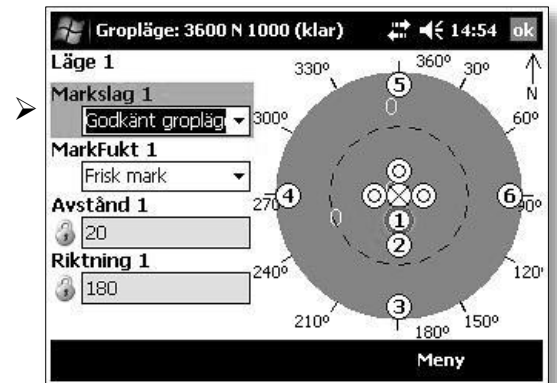 Gropläge: 3600 N 1000 (klar) 14:54 ok
Läge 1
Markslag 1
Godkänt gropläg
MarkFukt 1
Frisk mark
Avstånd 1
20
Riktning 1
180
330º 360º 30º
N
300º 60º
270 90º
240º 120º
210º 180º 150º
5
0
4 6
0 1
2
3
Meny